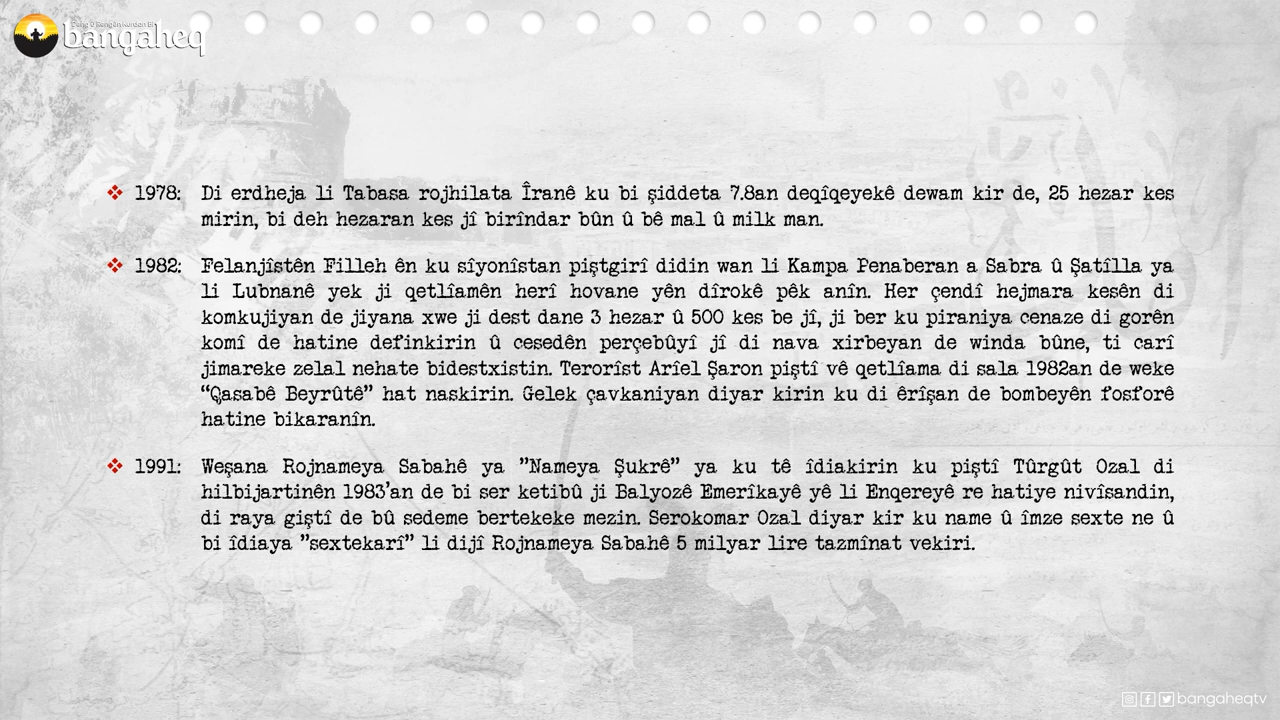 Deng û Bangên Kurdan Bi
bangaheq
❖ 1978: Di erdheja li Tabasa rojhilata Îranê ku bi şiddeta 7.8an deqîqeyekê dewam kir de, 25 hezar kes
mirin, bi deh hezaran kes jî birîndar bûn û bê mal û milk man.
❖ 1982: Felanjîstên Filleh ên ku sîyonîstan piştgirî didin wan li Kampa Penaberan a Sabra û Şatîlla ya
li Lubnanê yek ji qetlîamên herî hovane yên dîrokê pêk anîn. Her çendî hejmara kesên di
komkujiyan de jiyana xwe ji dest dane 3 hezar û 500 kes be jî, ji ber ku piraniya cenaze di gorên
komî de hatine definkirin û cesedên perçebûyî jî di nava xirbeyan de winda bûne, ti carî
jimareke zelal nehate bidestxistin. Terorîst Arîel Şaron piştî vê qetlîama di sala 1982an de weke
“Qasabê Beyrûtê” hat naskirin. Gelek çavkaniyan diyar kirin ku di êrîşan de bombeyên fosforê
hatine bikaranîn.
❖ 1991: Weşana Rojnameya Sabahê ya ”Nameya Şukrê” ya ku tê îdiakirin ku piştî Tûrgût Ozal di
hilbijartinên 1983’an de bi ser ketibû ji Balyozê Emerîkayê yê li Enqereyê re hatiye nivîsandin,
di raya giştî de bû sedeme bertekeke mezin. Serokomar Ozal diyar kir ku name û îmze sexte ne û
bi îdiaya ”sextekarî” li dijî Rojnameya Sabahê 5 milyar lire tazmînat vekiri.
bangaheqtv